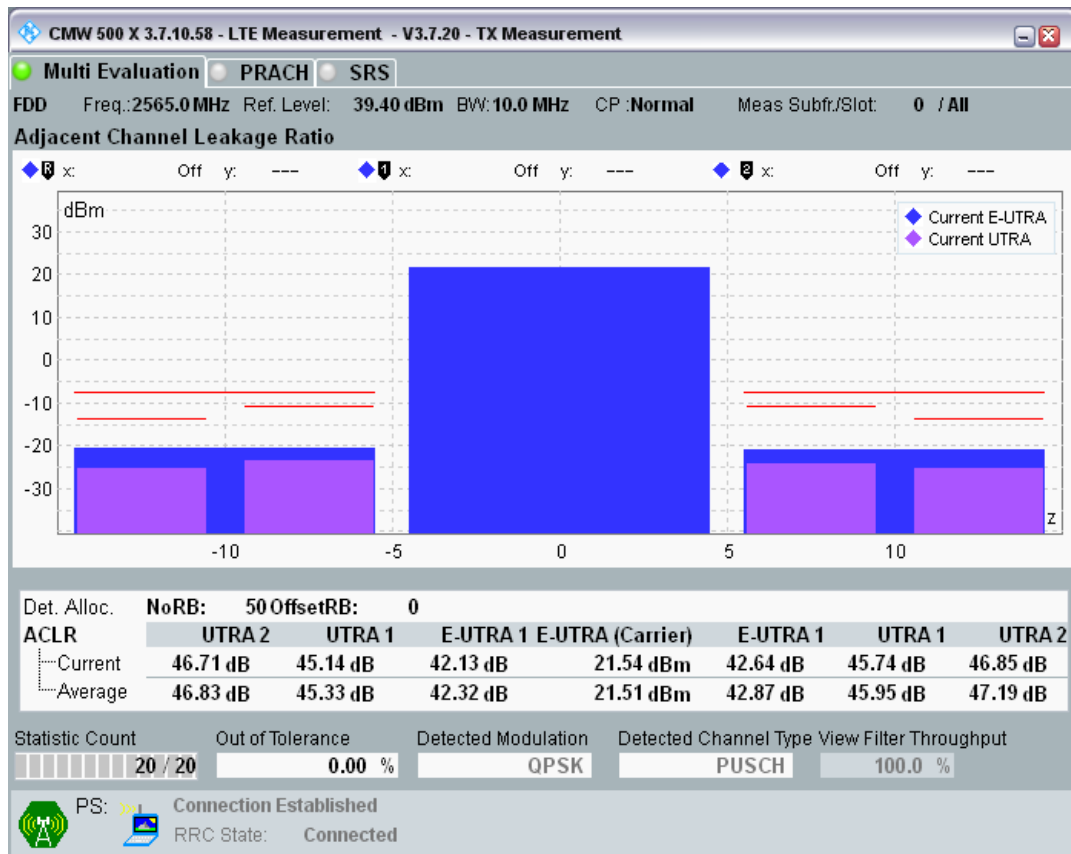 CMW 500 X 3.7.10.58 - LTE Measurement - V3.7.20 - TX Measurement
Multi Evaluation PRACH SRS
FDD Freq.:2565.0 MHz Ref. Level: 39.40 dBm BW:10.0 MHz CP :Normal Meas Subfr./Slot: 0 / All
Adjacent Channel Leakage Ratio
R x: Off y: --- 1 x: Off y: --- 2 x: Off y: ---
dBm
Current E-UTRA
Current UTRA
30
20
10
0
-10
-20
-30
z
-10 -5 0 5 10
Det. Alloc. NoRB: 50 OffsetRB: 0
ACLR UTRA 2 UTRA 1 E-UTRA 1 E-UTRA (Carrier) E-UTRA 1 UTRA 1 UTRA 2
Current 46.71 dB 45.14 dB 42.13 dB 21.54 dBm 42.64 dB 45.74 dB 46.85 dB
Average 46.83 dB 45.33 dB 42.32 dB 21.51 dBm 42.87 dB 45.95 dB 47.19 dB
Statistic Count Out of Tolerance Detected Modulation Detected Channel Type View Filter Throughput
20 / 20 0.00 % QPSK PUSCH 100.0 %
PS: Connection Established
RRC State: Connected